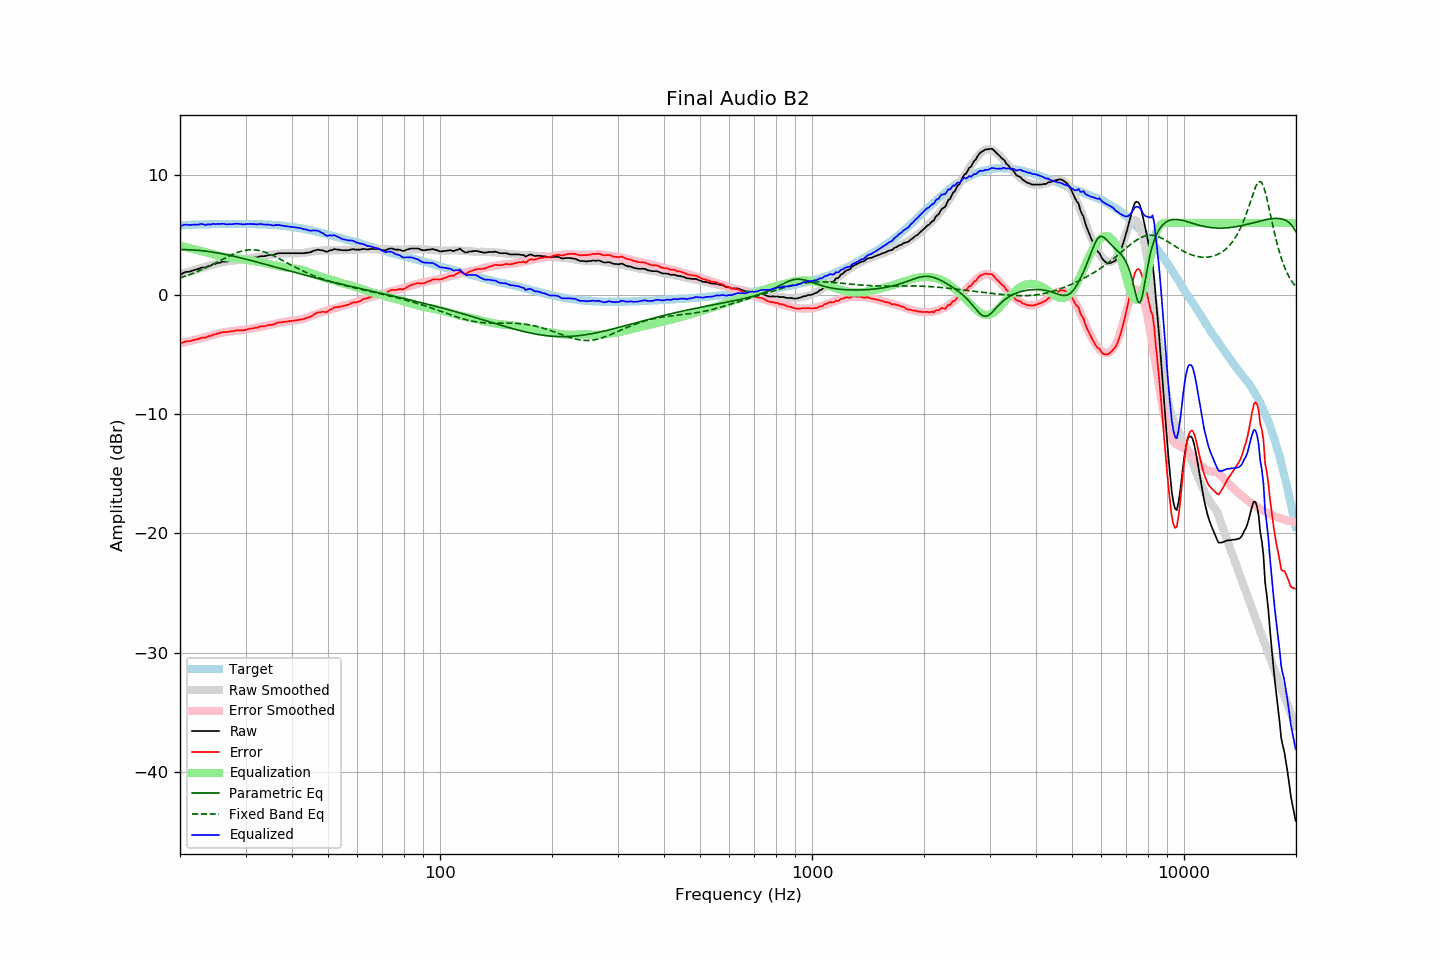 Final Audio B2
Amplitude (dBr)
10
0
−10
−20
−30
−40
Target
Raw Smoothed
Error Smoothed
Raw
Error
Equalization
Parametric Eq
Fixed Band Eq
Equalized
100
1000
10000
Frequency (Hz)